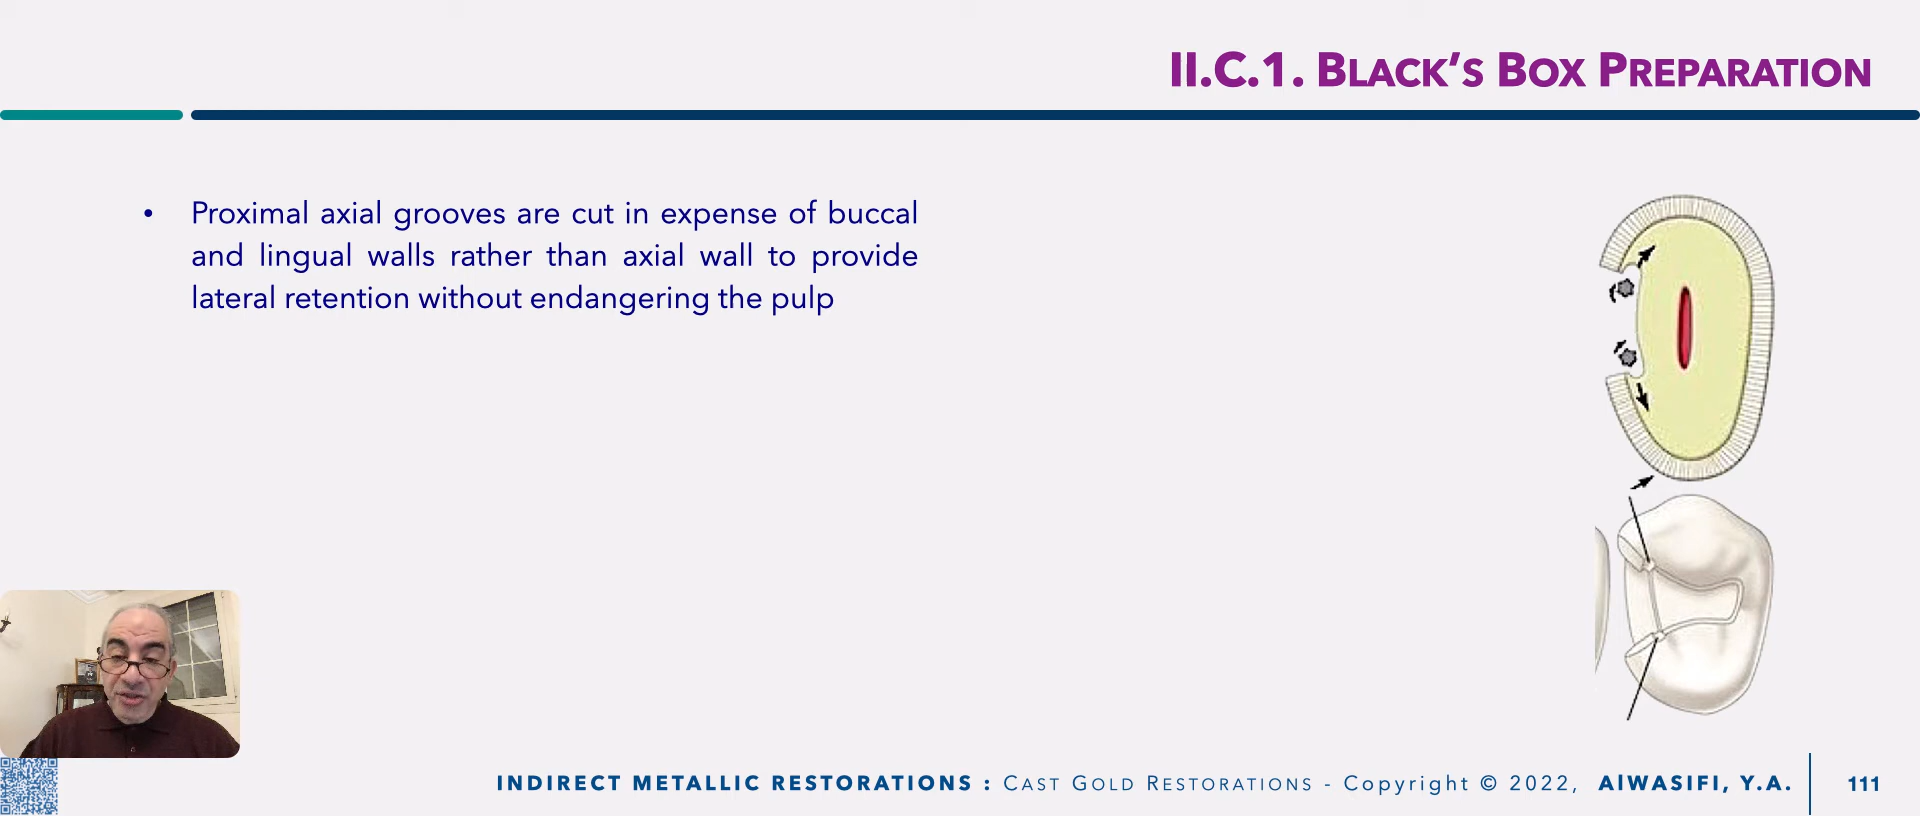 II.C.1. BLACK'S BOX PREPARATION
• Proximal axial grooves are cut in expense of buccal
and lingual walls rather than axial wall to provide
lateral retention without endangering the pulp
INDIRECT METALLIC RESTORATIONS : CAST GOLD RESTORATIONS - Copyright © 2022, AlWASIFI, Y.A. 111